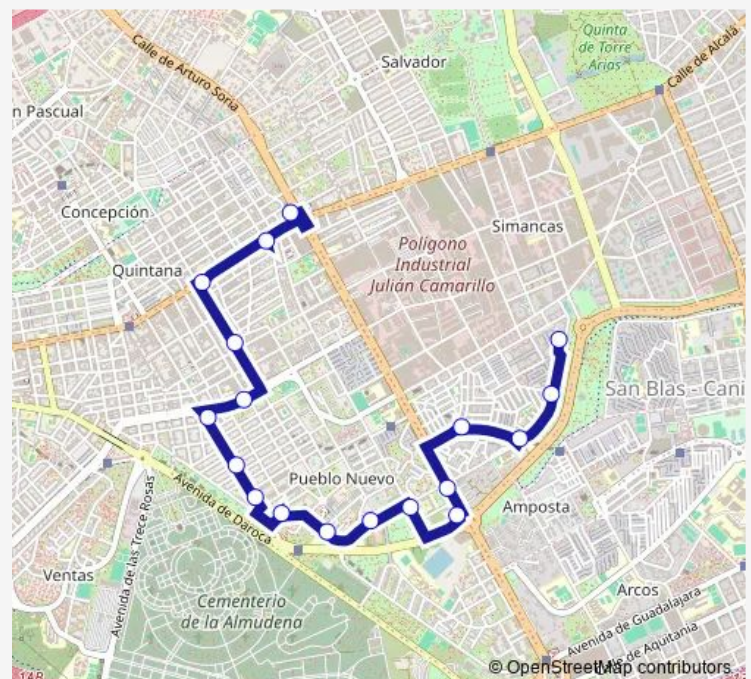 Quinta
de Torre
Arias
Calle de Alcalá
Calle de Arturo Soria
Salvador
n Pascual
Concepción
Simancas
Polígono
Industrial
Julián Camarillo
Quintana
San Blas - Cani
Pueblo Nuevo
Avenida de Daroca
Amposta
Avenida de las Trece Rosas
Ventas
Cementerio
de la Almudena
Arcos
Avenida de Guadalajara
de Aquitania
© OpenStreetMap contributors